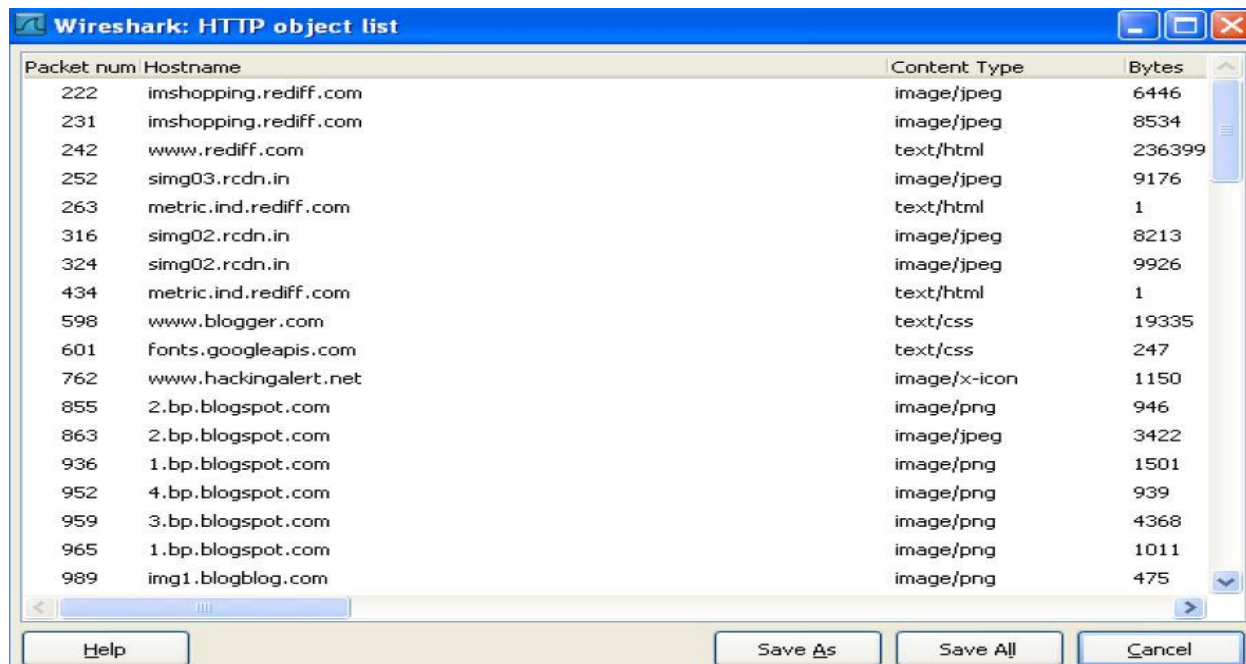 Wireshark: HTTP object list
Packet num Hostname Content Type Bytes
222 imshopping.rediff.com image/jpeg 6446
231 imshopping.rediff.com image/jpeg 8534
242 www.rediff.com text/html 236399
252 simg03.rcdn.in image/jpeg 9176
263 metric.ind.rediff.com text/html 1
316 simg02.rcdn.in image/jpeg 8213
324 simg02.rcdn.in image/jpeg 9926
434 metric.ind.rediff.com text/html 1
598 www.blogger.com text/css 19335
601 fonts.googleapis.com text/css 247
762 www.hackingalert.net image/x-icon 1150
855 2.bp.blogspot.com image/png 946
863 2.bp.blogspot.com image/jpeg 3422
936 1.bp.blogspot.com image/png 1501
952 4.bp.blogspot.com image/png 939
959 3.bp.blogspot.com image/png 4368
965 1.bp.blogspot.com image/png 1011
989 img1.blogblog.com image/png 475
Help Save As Save All Cancel